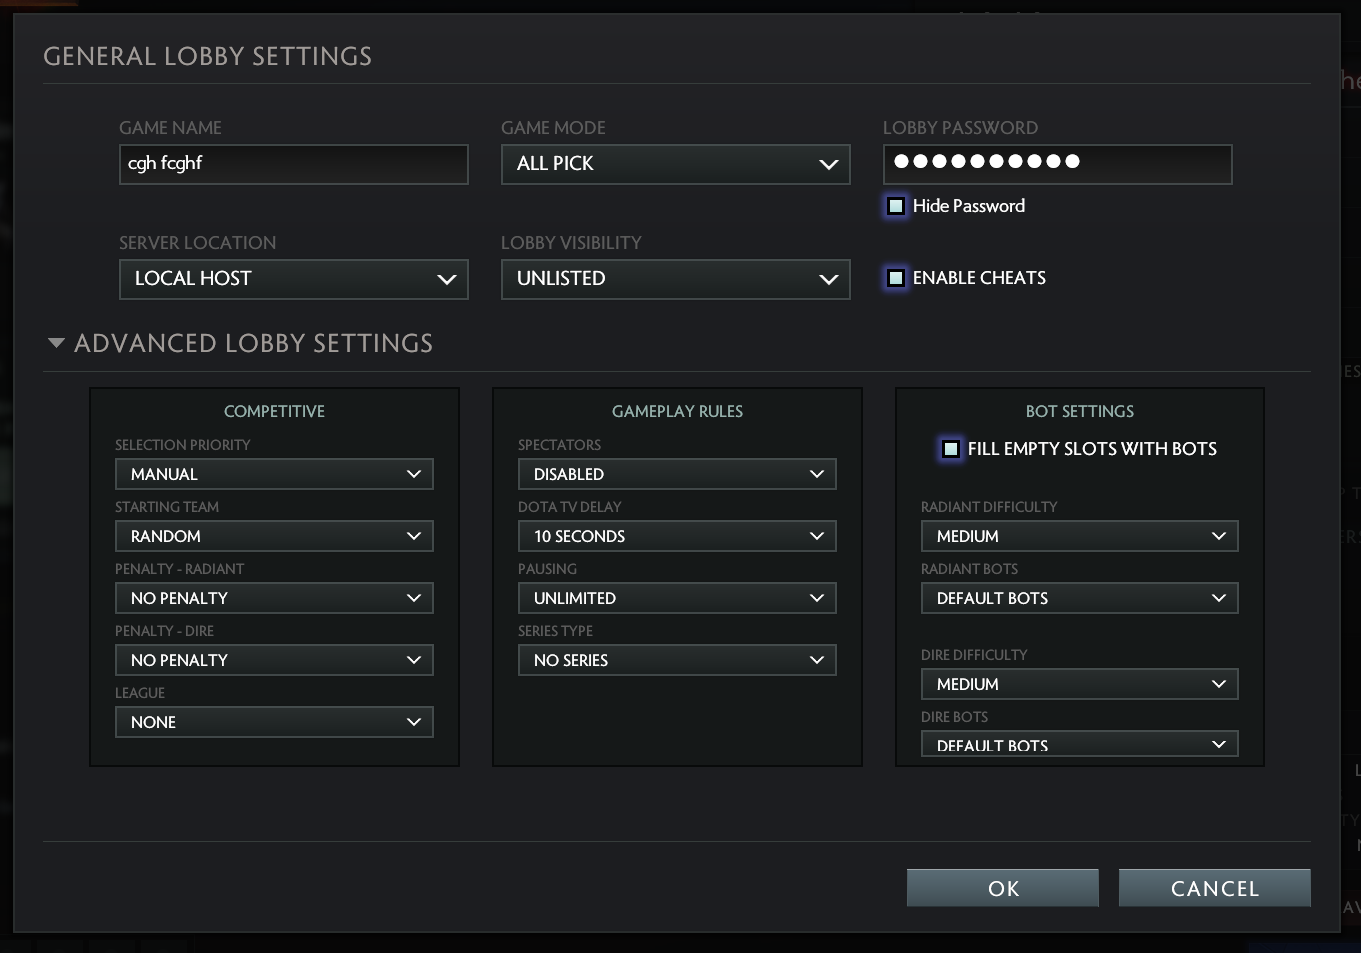 GENERAL LOBBY SETTINGS
GAME NAME
cgh fcghf
GAME MODE
ALL PICK
LOBBY PASSWORD
Hide Password
SERVER LOCATION
LOCAL HOST
LOBBY VISIBILITY
UNLISTED
ENABLE CHEATS
ADVANCED LOBBY SETTINGS
COMPETITIVE
SELECTION PRIORITY
MANUAL
STARTING TEAM
RANDOM
PENALTY - RADIANT
NO PENALTY
PENALTY - DIRE
NO PENALTY
LEAGUE
NONE
GAMEPLAY RULES
SPECTATORS
DISABLED
DOTA TV DELAY
10 SECONDS
PAUSING
UNLIMITED
SERIES TYPE
NO SERIES
BOT SETTINGS
FILL EMPTY SLOTS WITH BOTS
RADIANT DIFFICULTY
MEDIUM
RADIANT BOTS
DEFAULT BOTS
DIRE DIFFICULTY
MEDIUM
DIRE BOTS
DEFAULT BOTS
OK
CANCEL